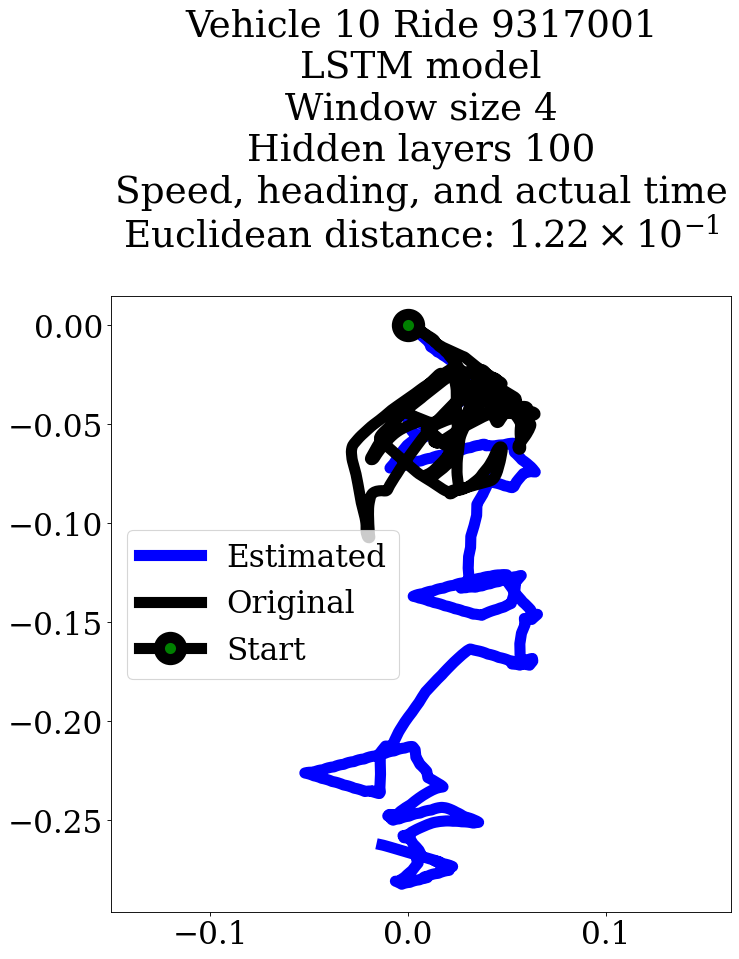 Vehicle 10 Ride 9317001
LSTM model
Window size 4
Hidden layers 100
Speed, heading, and actual time
Euclidean distance: 1.22 × 10⁻¹
0.00
−0.05
−0.10
−0.15
−0.20
−0.25
Estimated
Original
Start
−0.1
0.0
0.1